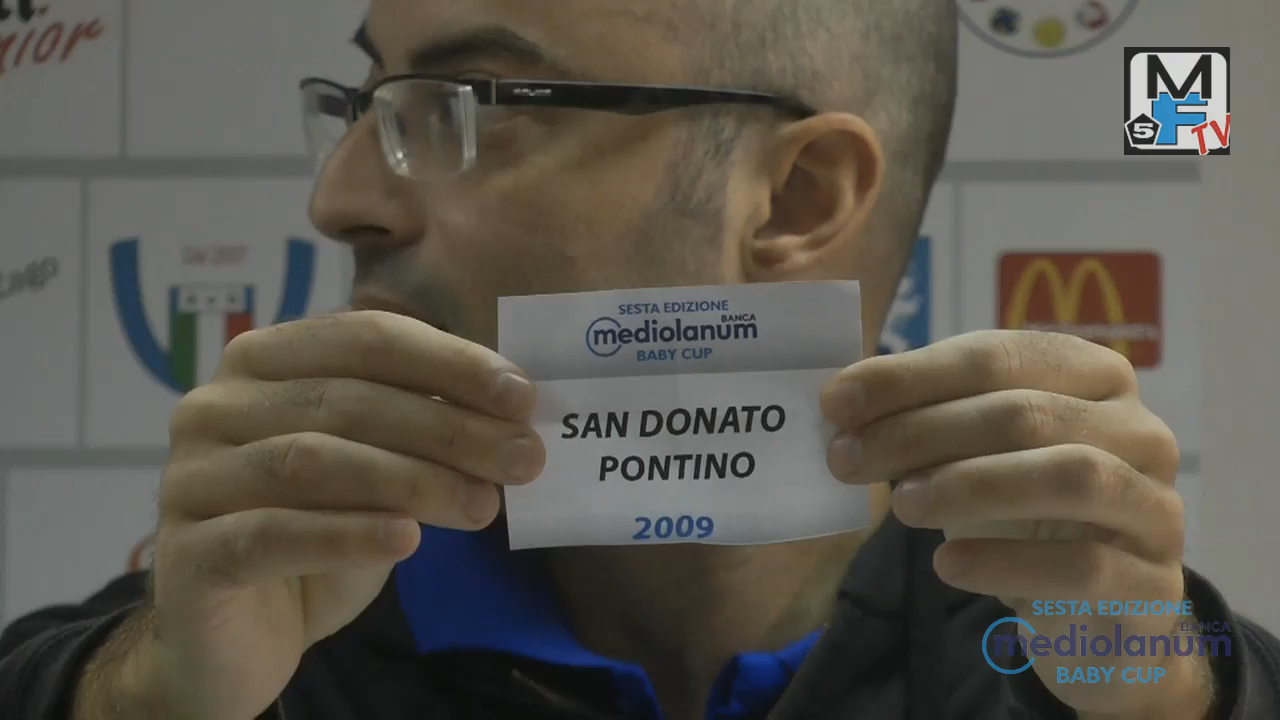 M
5 F TV
SESTA EDIZIONE
BANCA
mediolanum
BABY CUP
SAN DONATO
PONTINO
2009
SESTA EDIZIONE
BANCA
mediolanum
BABY CUP